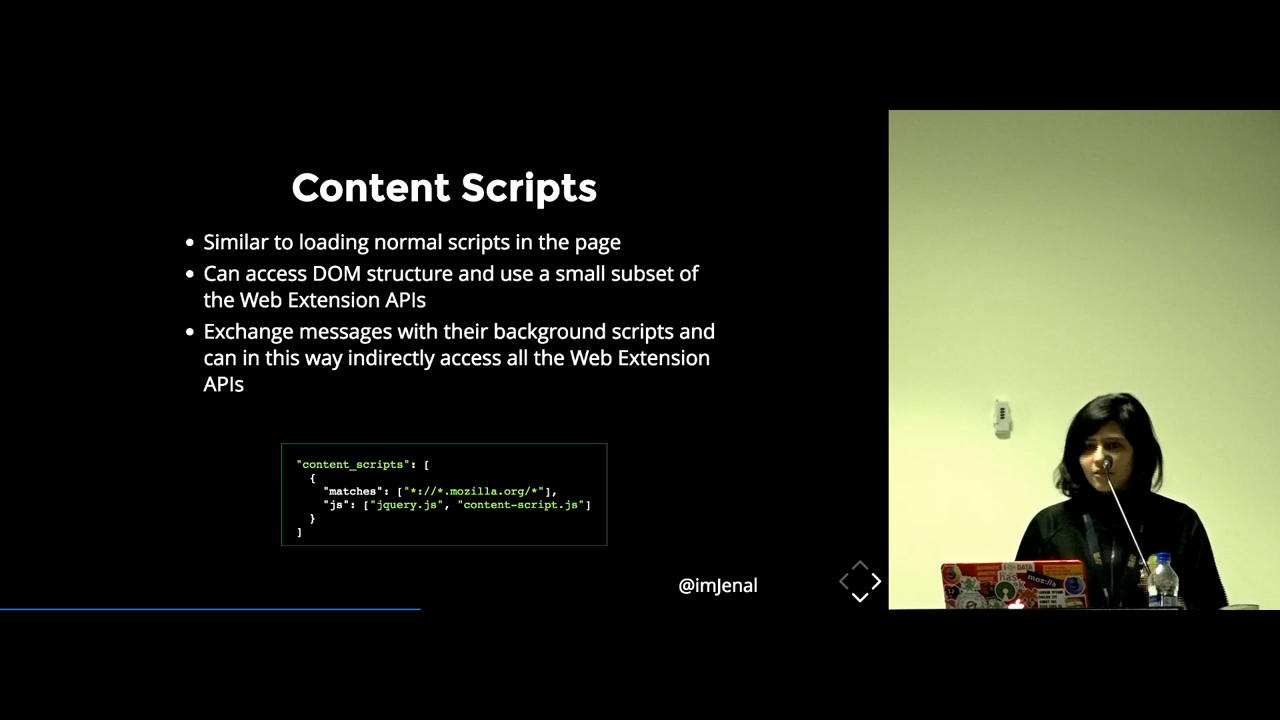 Content Scripts
Similar to loading normal scripts in the page
Can access DOM structure and use a small subset of
the Web Extension APIs
Exchange messages with their background scripts and
can in this way indirectly access all the Web Extension
APIs
"content_scripts": [
{
"matches": ["*://*.mozilla.org/*"],
"js": ["jquery.js", "content-script.js"]
}
]
@imJenal
DATA
moz://a